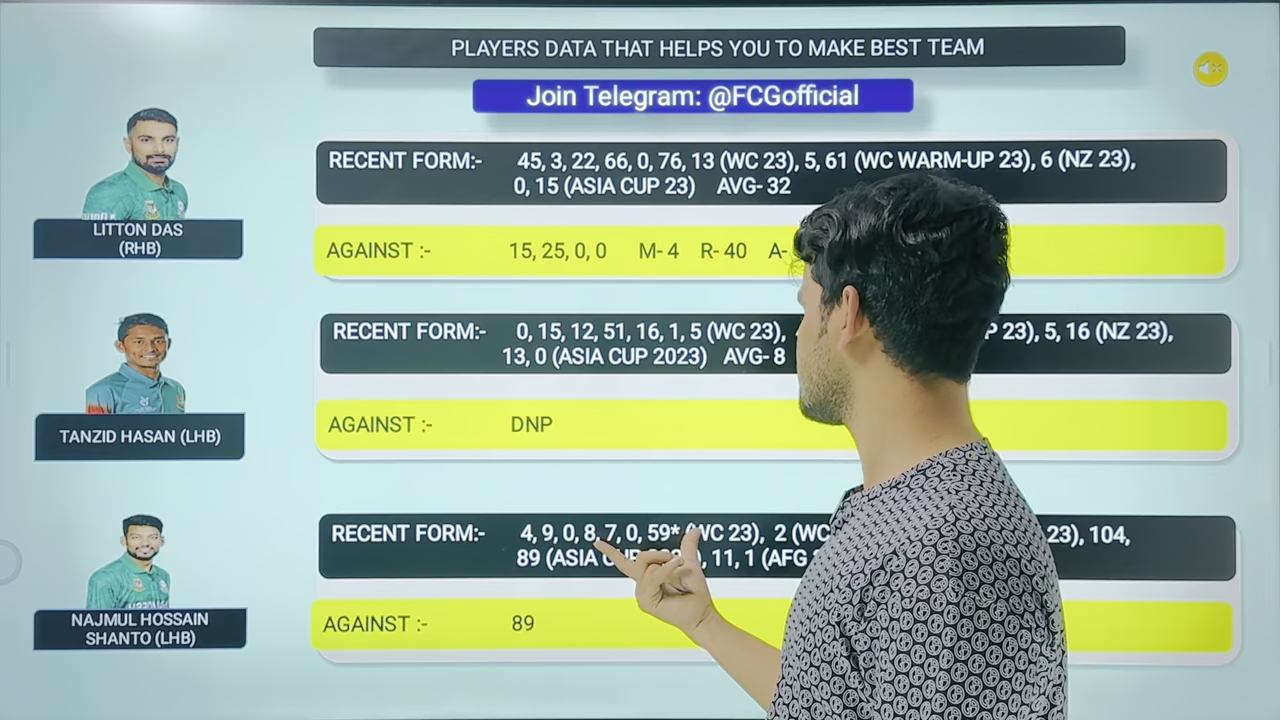 PLAYERS DATA THAT HELPS YOU TO MAKE BEST TEAM
Join Telegram: @FCGofficial
LITTON DAS
(RHB)
RECENT FORM:- 45, 3, 22, 66, 0, 76, 13 (WC 23), 5, 61 (WC WARM-UP 23), 6 (NZ 23),
0, 15 (ASIA CUP 23) AVG- 32
AGAINST :- 15, 25, 0, 0 M- 4 R- 40 A-
TANZID HASAN (LHB)
RECENT FORM:- 0, 15, 12, 51, 16, 1, 5 (WC 23), P 23), 5, 16 (NZ 23),
13, 0 (ASIA CUP 2023) AVG- 8
AGAINST :- DNP
NAJMUL HOSSAIN
SHANTO (LHB)
RECENT FORM:- 4, 9, 0, 8, 7, 0, 59* (WC 23), 2 (WC 23), 104,
89 (ASIA CUP , 11, 1 (AFG
AGAINST :- 89